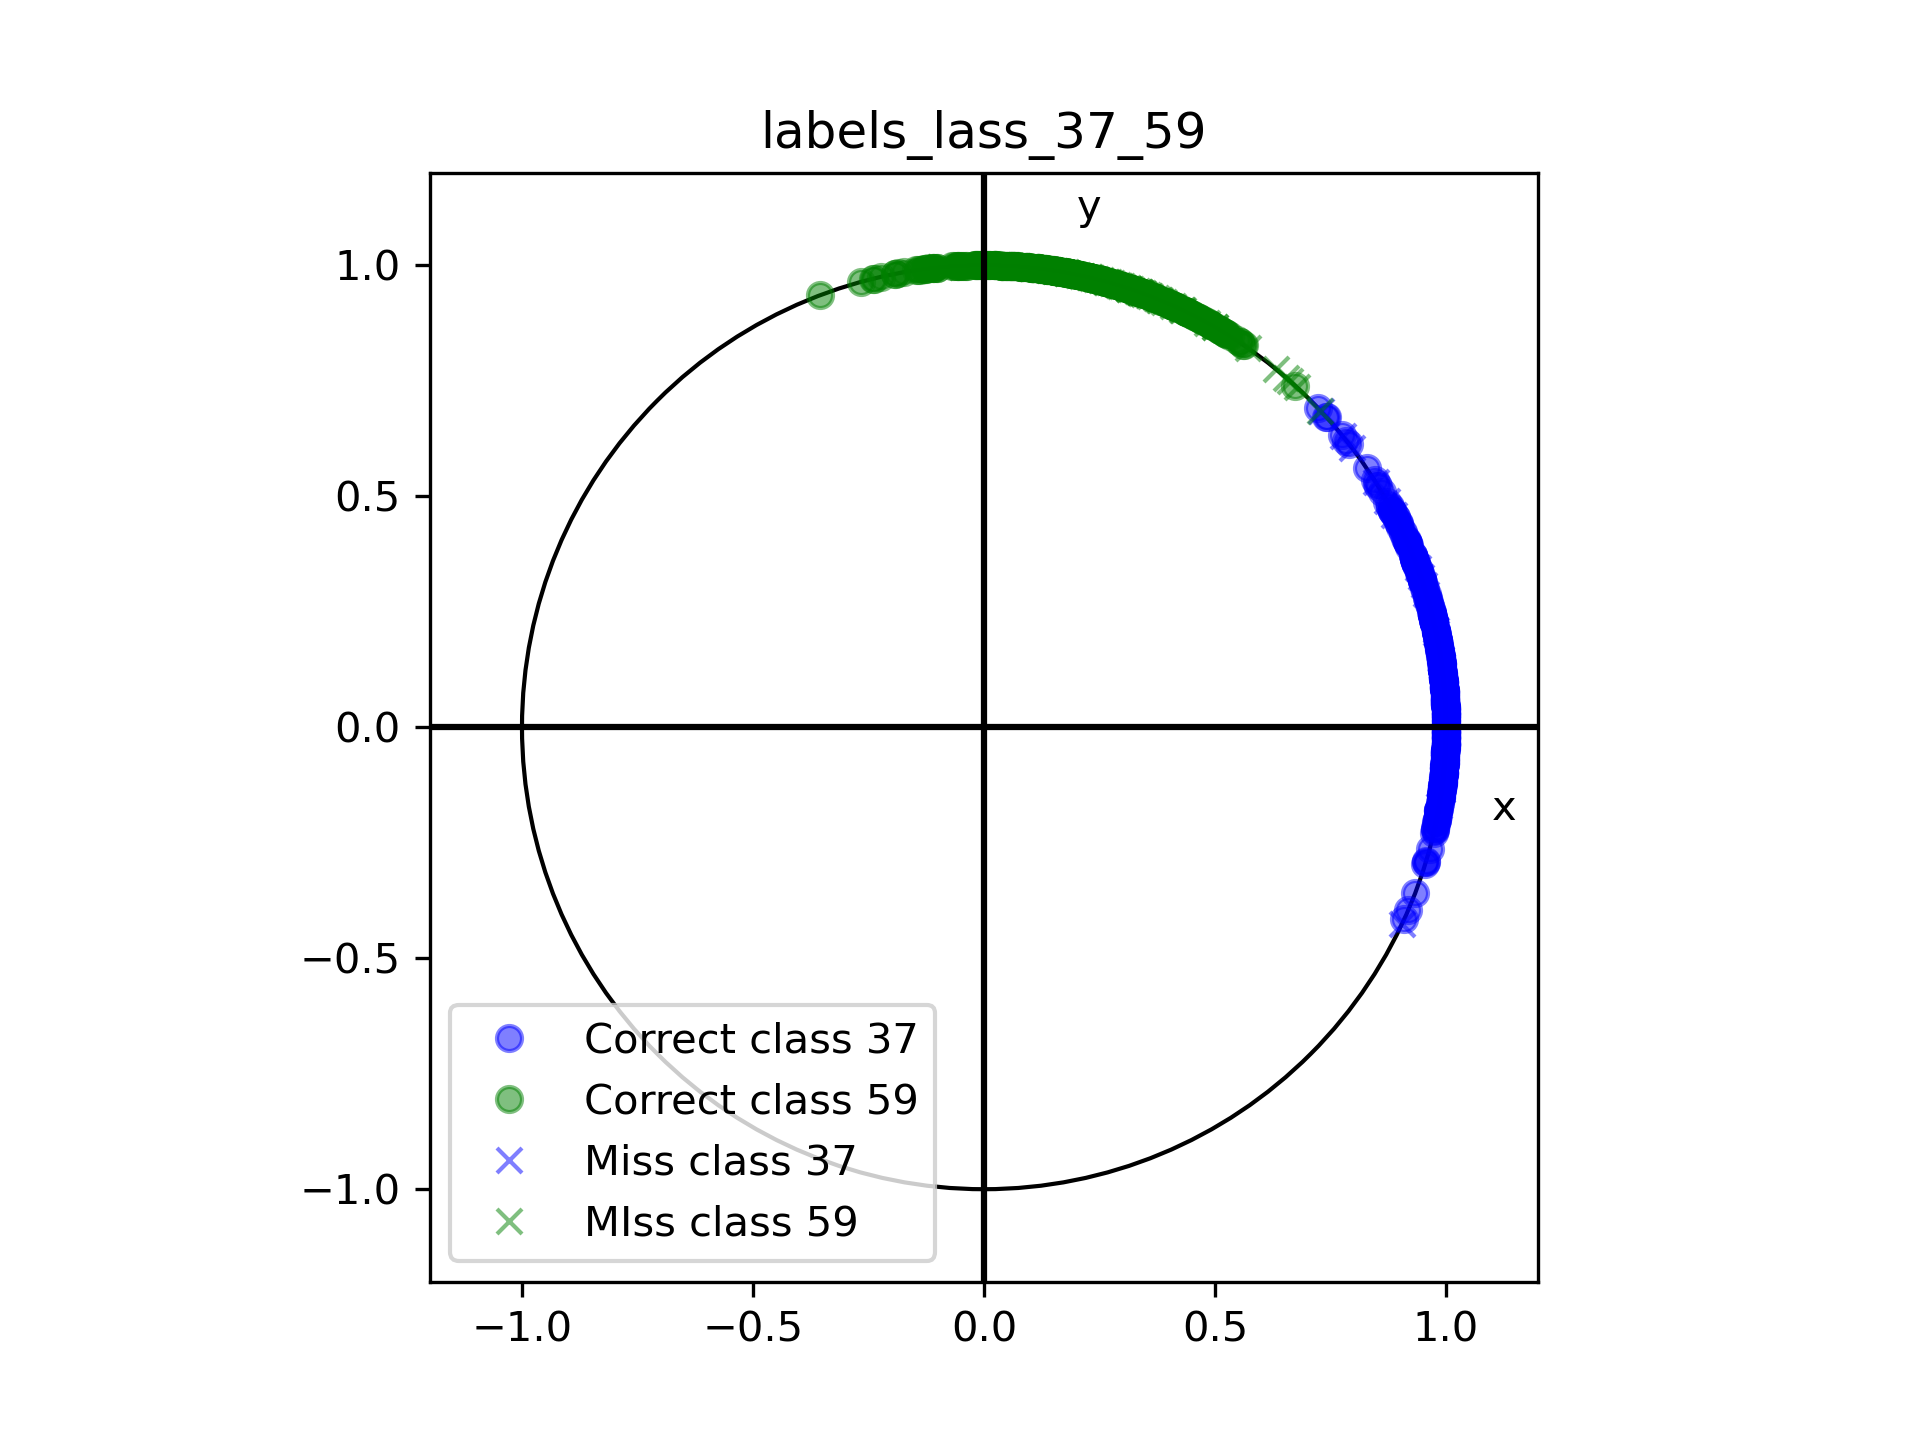 labels_lass_37_59
y
1.0
0.5
0.0
−0.5
−1.0
x
Correct class 37
Correct class 59
Miss class 37
MIss class 59
−1.0 −0.5 0.0 0.5 1.0